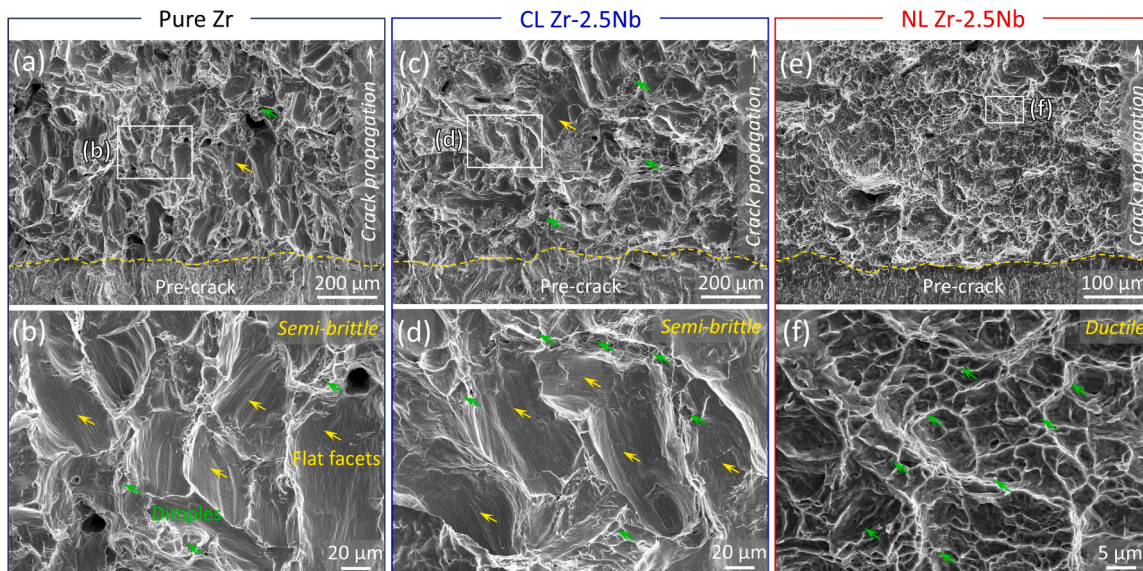 Pure Zr
CL Zr-2.5Nb
NL Zr-2.5Nb
(a)
(b)
Crack propagation
Pre-crack
200 μm
(c)
(d)
Crack propagation
Pre-crack
200 μm
(e)
(f)
Crack propagation
Pre-crack
100 μm
(b)
Semi-brittle
Flat facets
Dimples
20 μm
(d)
Semi-brittle
20 μm
(f)
Ductile
5 μm